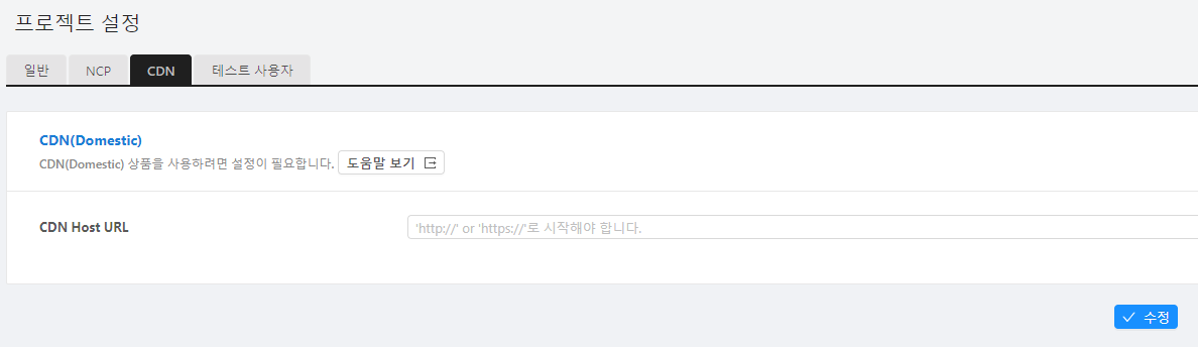 프로젝트 설정
일반 NCP CDN 테스트 사용자
CDN(Domestic)
CDN(Domestic) 상품을 사용하려면 설정이 필요합니다. 도움말 보기
CDN Host URL 'http://' or 'https://'로 시작해야 합니다.
수정